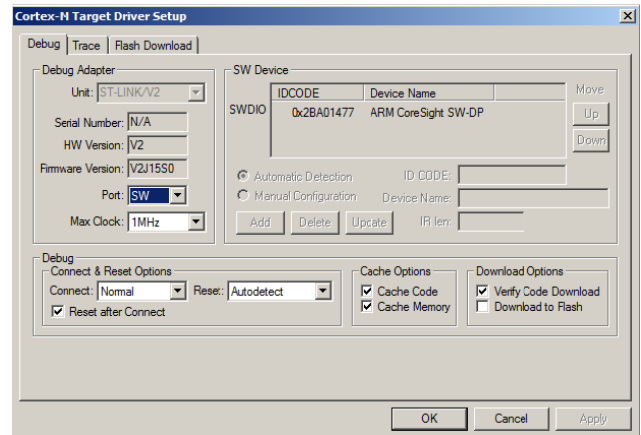 Cortex-M Target Driver Setup
Debug Trace Flash Download
Debug Adapter
Unit: ST-LINK/V2
Serial Number: N/A
HW Version: V2
Firmware Version: V2J15S0
Port: SW
Max Clock: 1MHz
SW Device
IDCODE Device Name Move
SWDIO 0x2BA01477 ARM CoreSight SW-DP Up
Down
Automatic Detection ID CODE:
Manual Configuration Device Name:
Add Delete Update IR len:
Debug
Connect & Reset Options
Connect: Normal Reset: Autodetect
Reset after Connect
Cache Options
Cache Code
Cache Memory
Download Options
Verify Code Download
Download to Flash
OK Cancel Apply